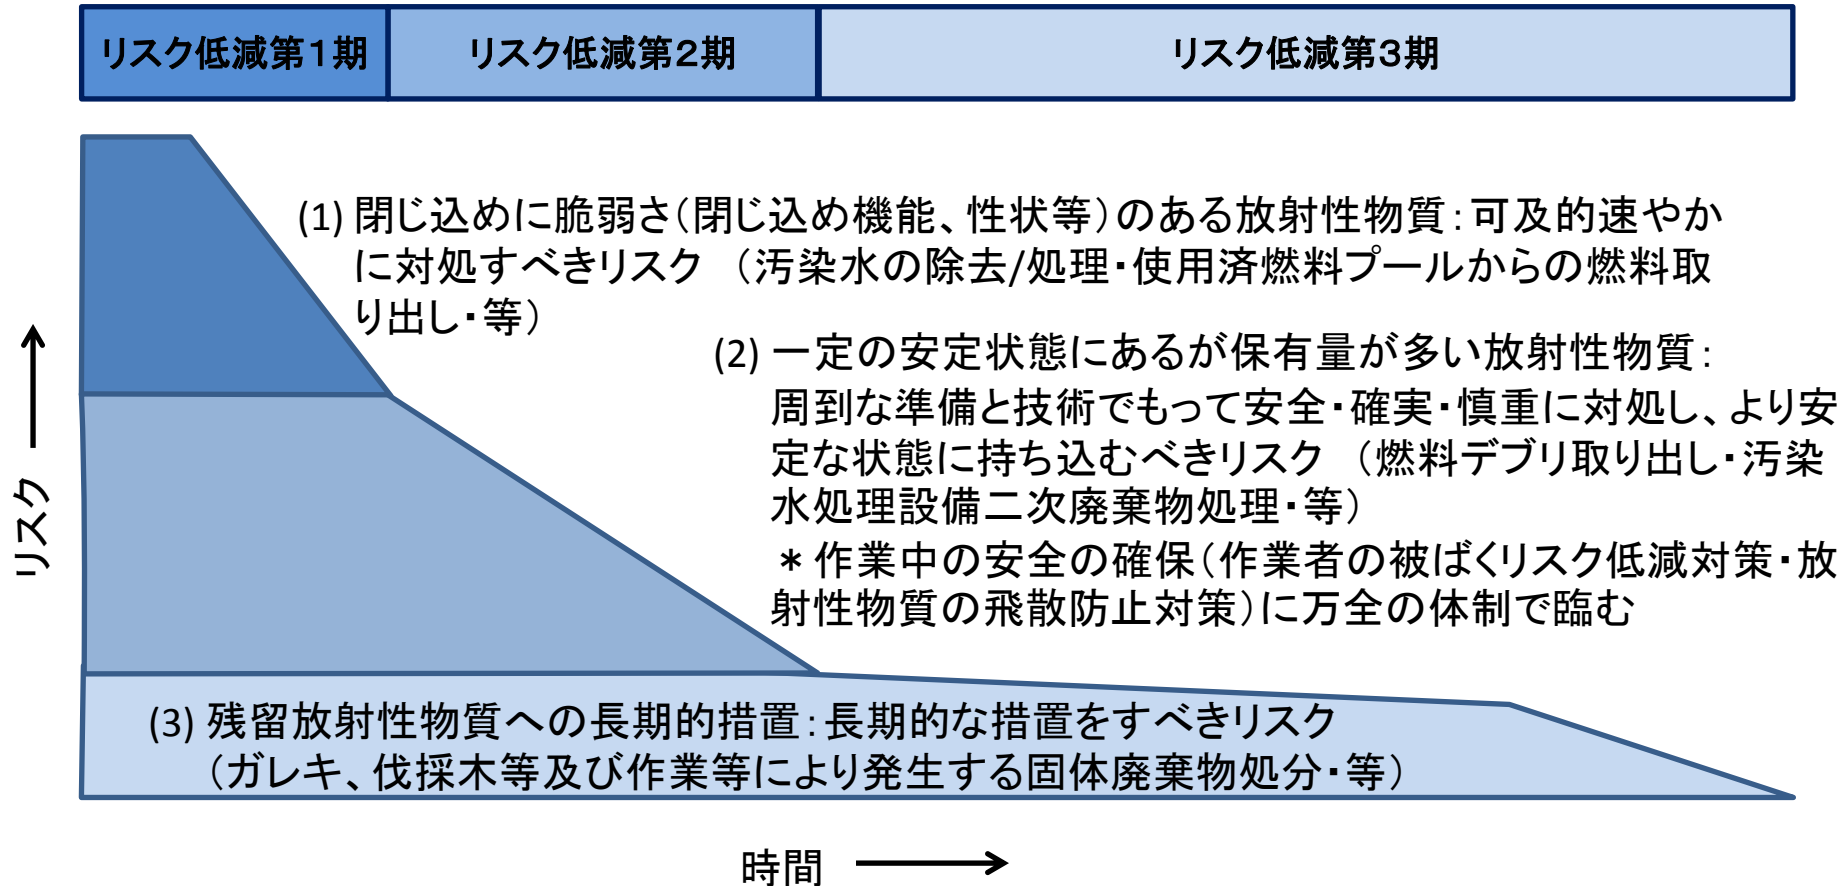 リスク低減第１期
リスク低減第２期
リスク低減第３期
(1) 閉じ込めに脆弱さ（閉じ込め機能、性状等）のある放射性物質：可及的速やか
に対処すべきリスク （汚染水の除去/処理・使用済燃料プールからの燃料取
り出し・等）
(2) 一定の安定状態にあるが保有量が多い放射性物質：
周到な準備と技術でもって安全・確実・慎重に対処し、より安
定な状態に持ち込むべきリスク （燃料デブリ取り出し・汚染
水処理設備二次廃棄物処理・等）
＊作業中の安全の確保（作業者の被ばくリスク低減対策・放
射性物質の飛散防止対策）に万全の体制で臨む
リスク
(3) 残留放射性物質への長期的措置：長期的な措置をすべきリスク
（ガレキ、伐採木等及び作業等により発生する固体廃棄物処分・等）
時間